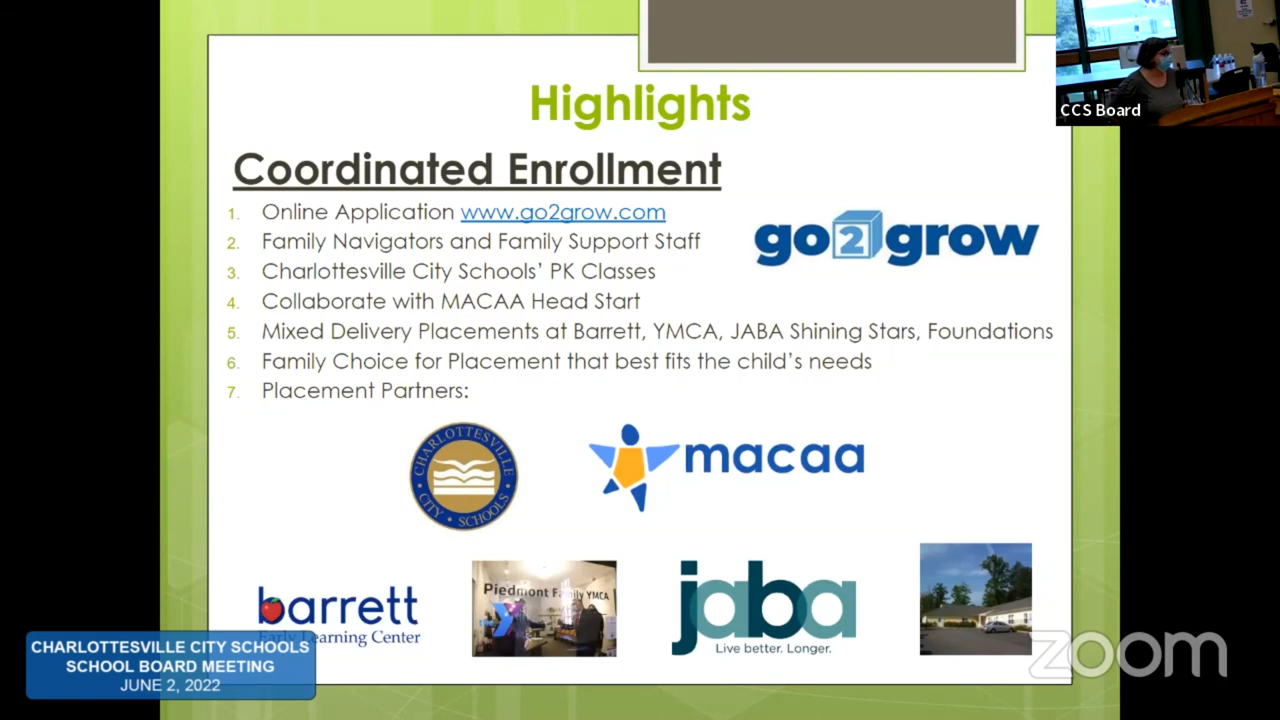 Highlights
Coordinated Enrollment
1. Online Application www.go2grow.com
2. Family Navigators and Family Support Staff
3. Charlottesville City Schools' PK Classes
4. Collaborate with MACAA Head Start
5. Mixed Delivery Placements at Barrett, YMCA, JABA Shining Stars, Foundations
6. Family Choice for Placement that best fits the child's needs
7. Placement Partners:
go2grow
CCS Board
CHARLOTTESVILLE
CITY SCHOOLS
macaa
barrett
Early Learning Center
Piedmont Family YMCA
jaba
Live better. Longer.
CHARLOTTESVILLE CITY SCHOOLS
SCHOOL BOARD MEETING
JUNE 2, 2022
zoom